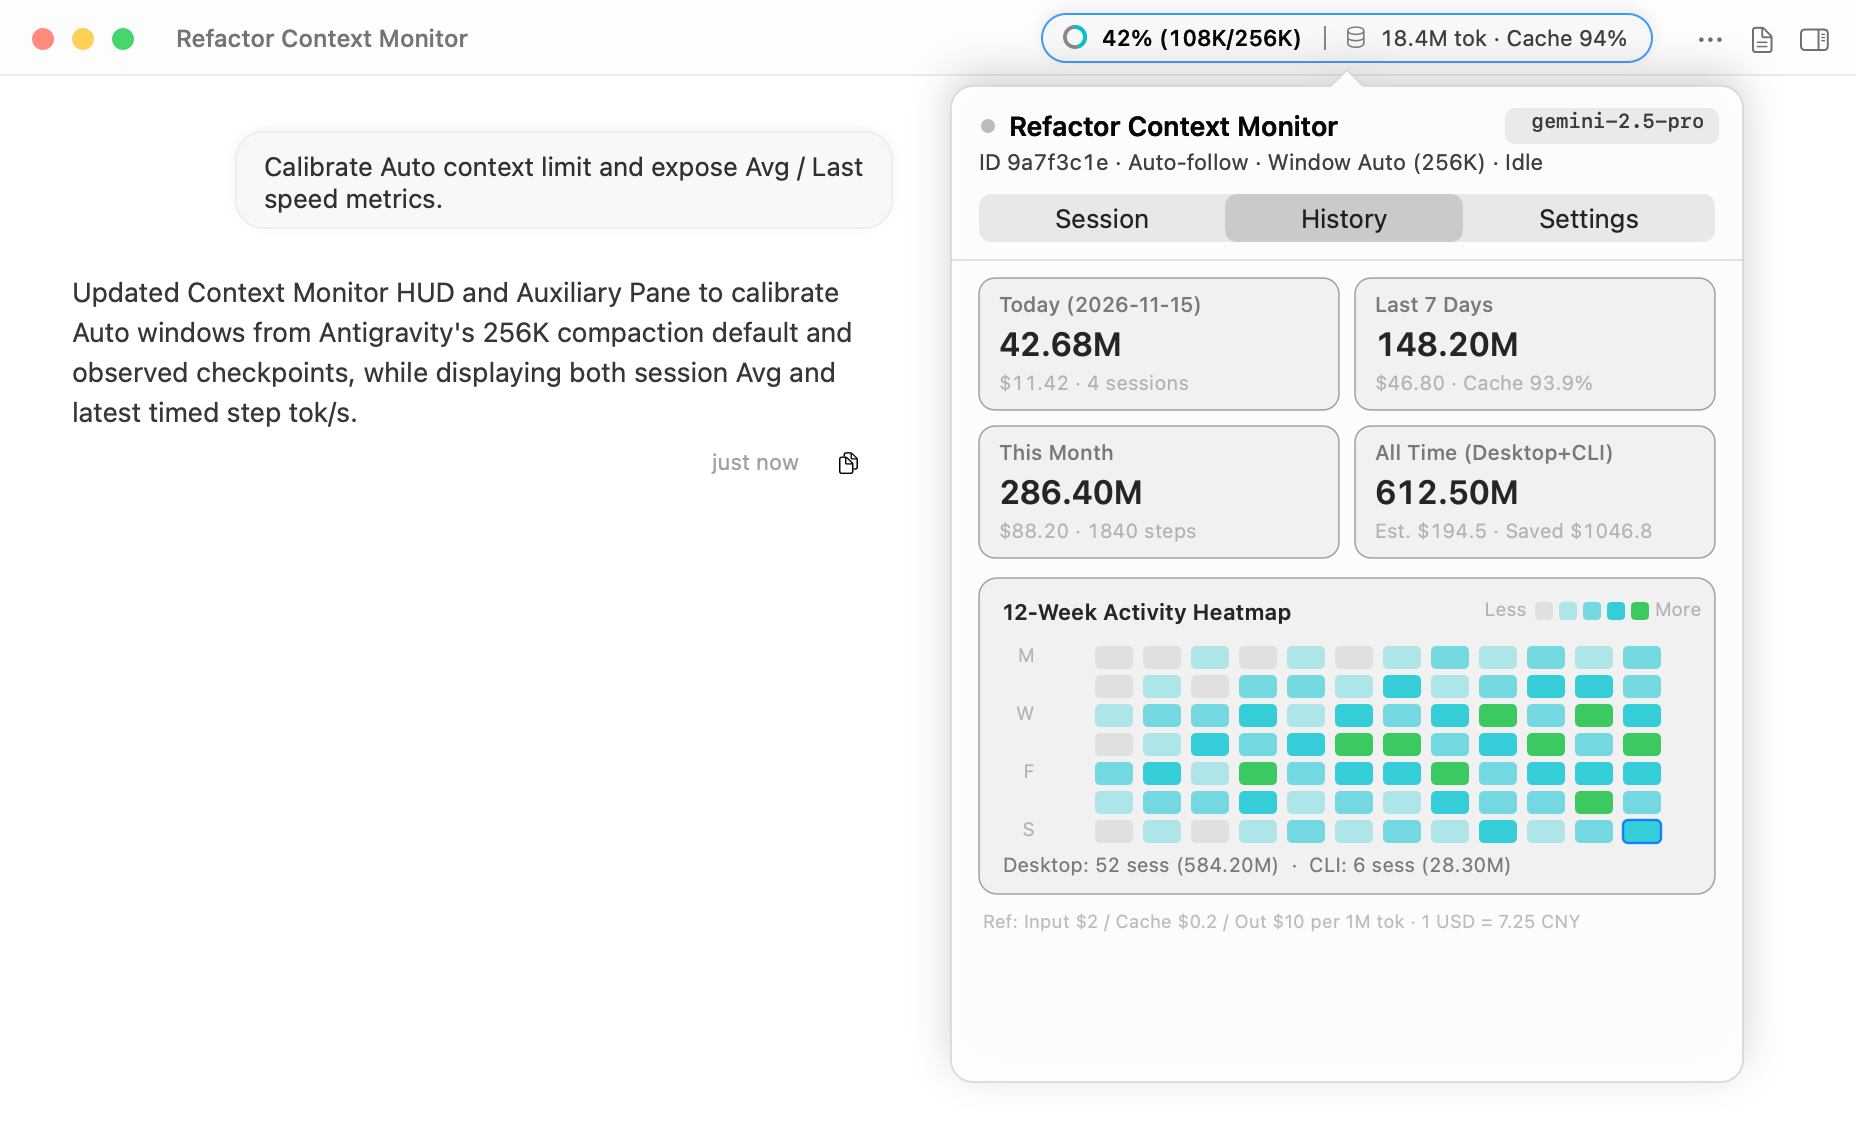 Refactor Context Monitor
42% (108K/256K) | 18.4M tok · Cache 94%
Calibrate Auto context limit and expose Avg / Last
speed metrics.
Updated Context Monitor HUD and Auxiliary Pane to calibrate
Auto windows from Antigravity's 256K compaction default and
observed checkpoints, while displaying both session Avg and
latest timed step tok/s.
just now
Refactor Context Monitor
gemini-2.5-pro
ID 9a7f3c1e · Auto-follow · Window Auto (256K) · Idle
Session
History
Settings
Today (2026-11-15)
42.68M
$11.42 · 4 sessions
Last 7 Days
148.20M
$46.80 · Cache 93.9%
This Month
286.40M
$88.20 · 1840 steps
All Time (Desktop+CLI)
612.50M
Est. $194.5 · Saved $1046.8
12-Week Activity Heatmap
Less
More
M
W
F
S
Desktop: 52 sess (584.20M) · CLI: 6 sess (28.30M)
Ref: Input $2 / Cache $0.2 / Out $10 per 1M tok · 1 USD = 7.25 CNY